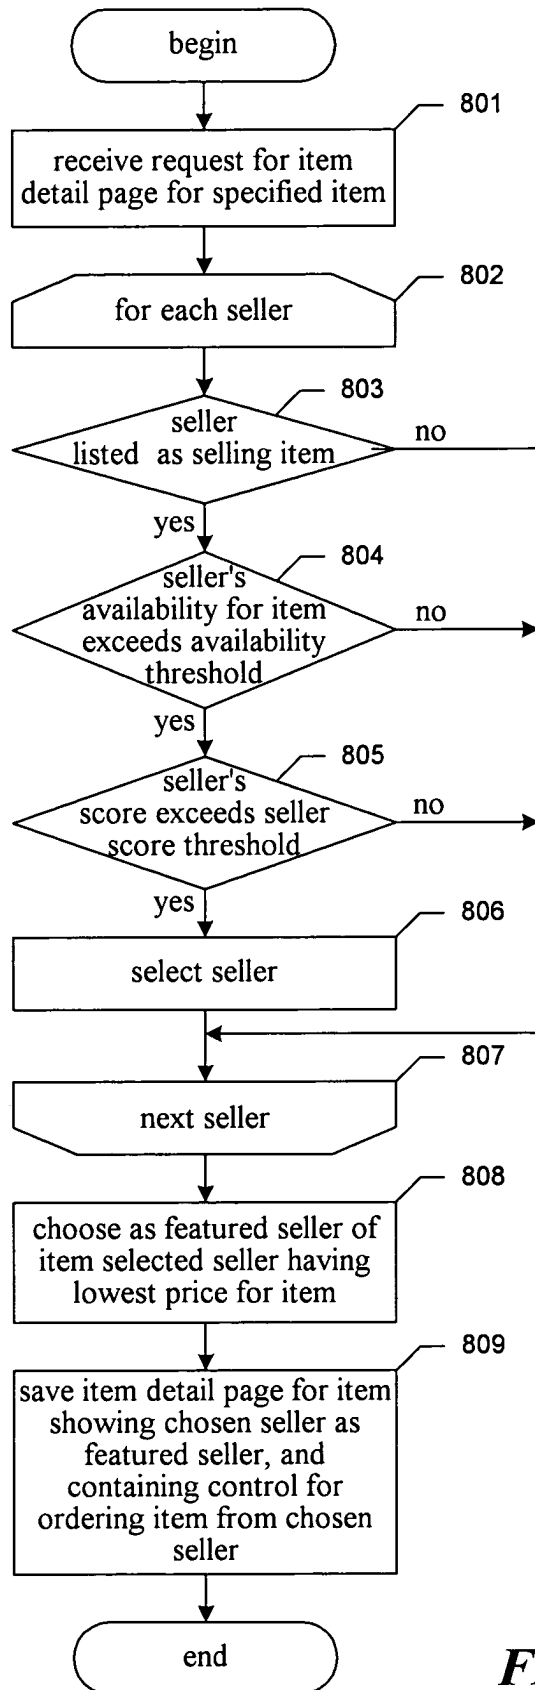 begin
801
receive request for item
detail page for specified item
802
for each seller
803
seller
listed as selling item
no
yes
804
seller's
availability for item
exceeds availability
threshold
no
yes
805
seller's
score exceeds seller
score threshold
no
yes
806
select seller
807
next seller
808
choose as featured seller of
item selected seller having
lowest price for item
809
save item detail page for item
showing chosen seller as
featured seller, and
containing control for
ordering item from chosen
seller
end